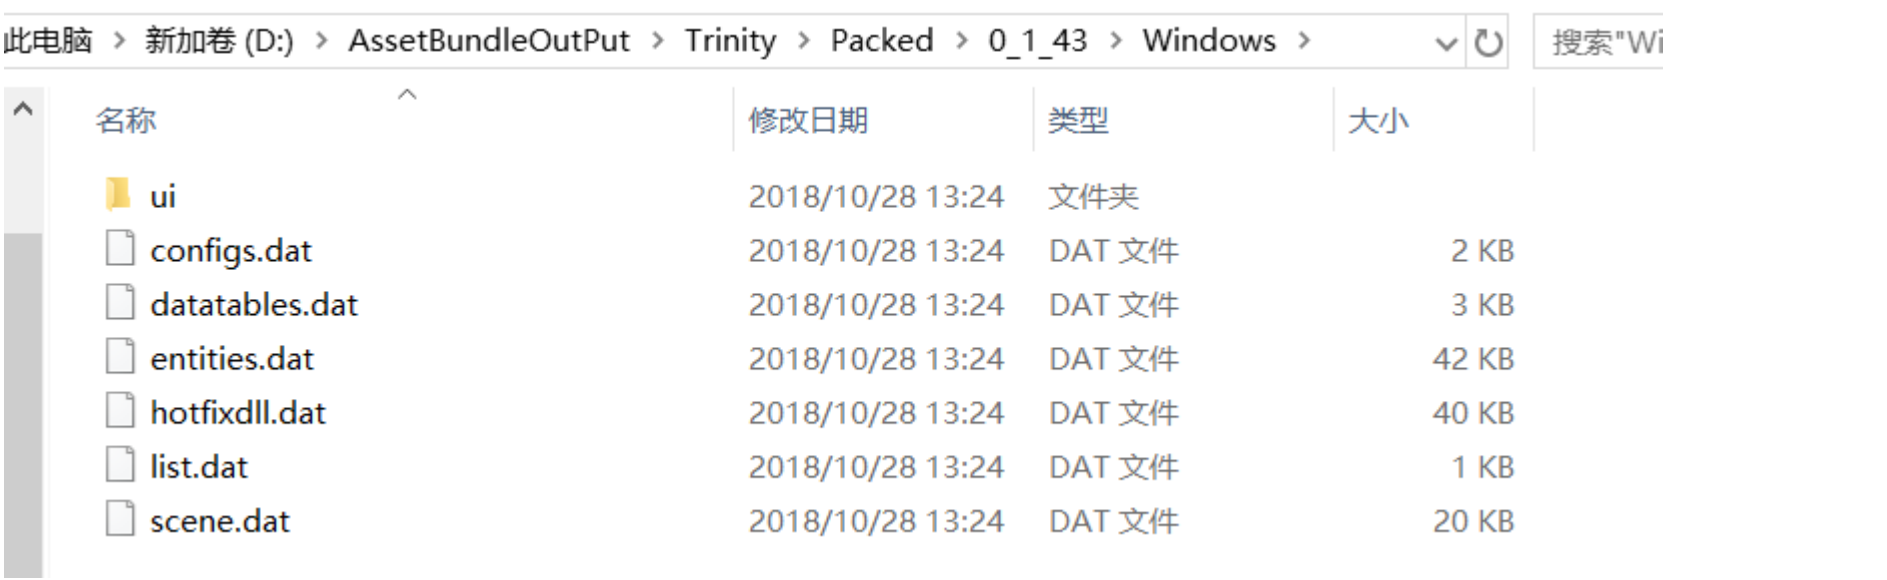 此电脑 > 新加卷 (D:) > AssetBundleOutPut > Trinity > Packed > 0_1_43 > Windows > 搜索"Wi
名称 修改日期 类型 大小
ui 2018/10/28 13:24 文件夹
configs.dat 2018/10/28 13:24 DAT 文件 2 KB
datatables.dat 2018/10/28 13:24 DAT 文件 3 KB
entities.dat 2018/10/28 13:24 DAT 文件 42 KB
hotfixdll.dat 2018/10/28 13:24 DAT 文件 40 KB
list.dat 2018/10/28 13:24 DAT 文件 1 KB
scene.dat 2018/10/28 13:24 DAT 文件 20 KB